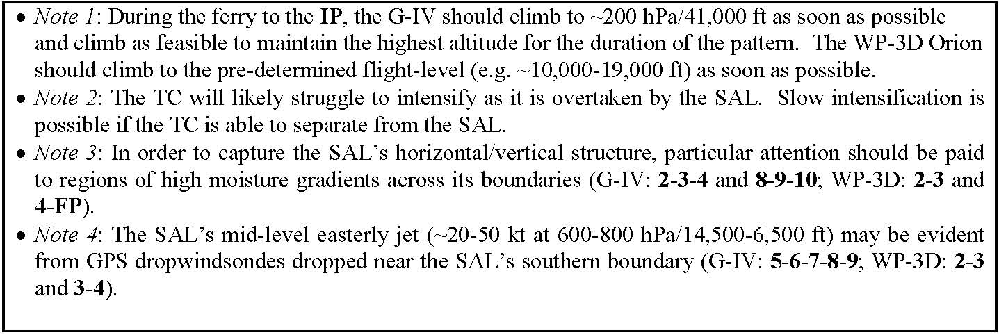 • Note 1: During the ferry to the IP, the G-IV should climb to ~200 hPa/41,000 ft as soon as possible
and climb as feasible to maintain the highest altitude for the duration of the pattern.  The WP-3D Orion
should climb to the pre-determined flight-level (e.g. ~10,000-19,000 ft) as soon as possible.
• Note 2: The TC will likely struggle to intensify as it is overtaken by the SAL.  Slow intensification is
possible if the TC is able to separate from the SAL.
• Note 3: In order to capture the SAL's horizontal/vertical structure, particular attention should be paid
to regions of high moisture gradients across its boundaries (G-IV: 2-3-4 and 8-9-10; WP-3D: 2-3 and
4-FP).
• Note 4: The SAL's mid-level easterly jet (~20-50 kt at 600-800 hPa/14,500-6,500 ft) may be evident
from GPS dropwindsondes dropped near the SAL's southern boundary (G-IV: 5-6-7-8-9; WP-3D: 2-3
and 3-4).